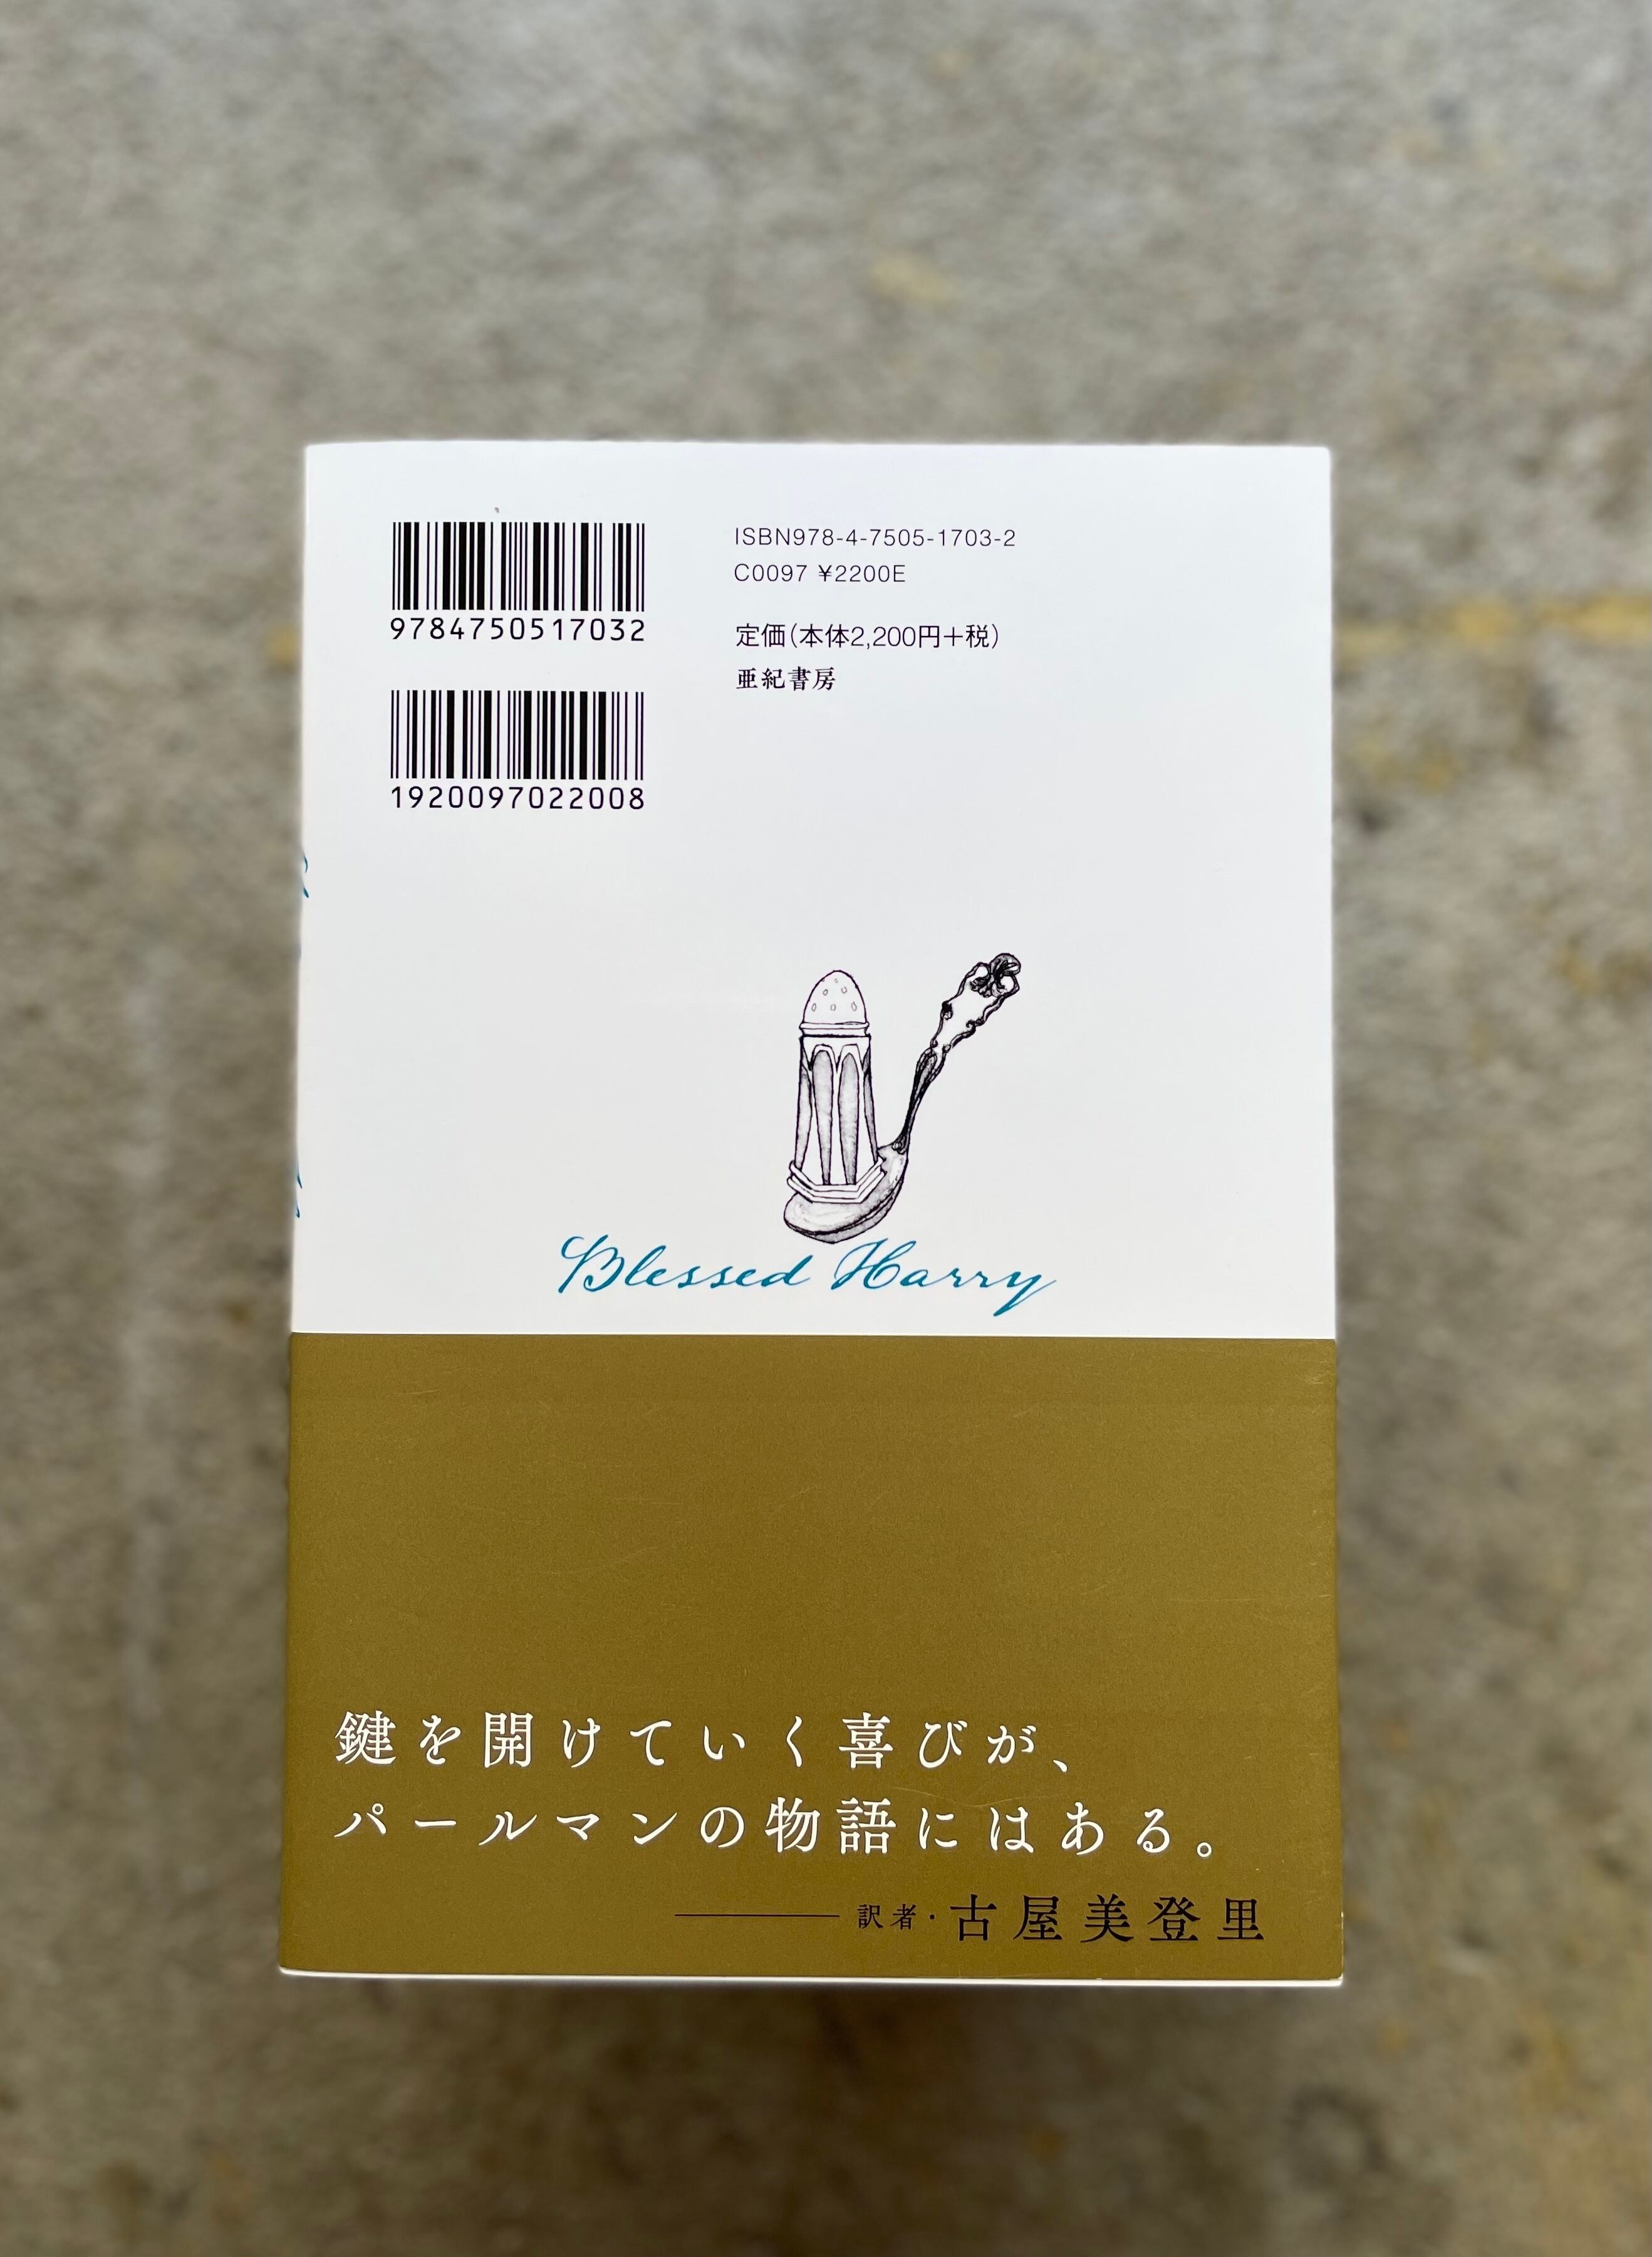 9784750517032
1920097022008
ISBN978-4-7505-1703-2
C0097 ¥2200E
定価(本体2,200円+税)
亜紀書房
Blessed Harry
鍵を開けていく喜びが、
パールマンの物語にはある。
――― 訳者・古屋美登里